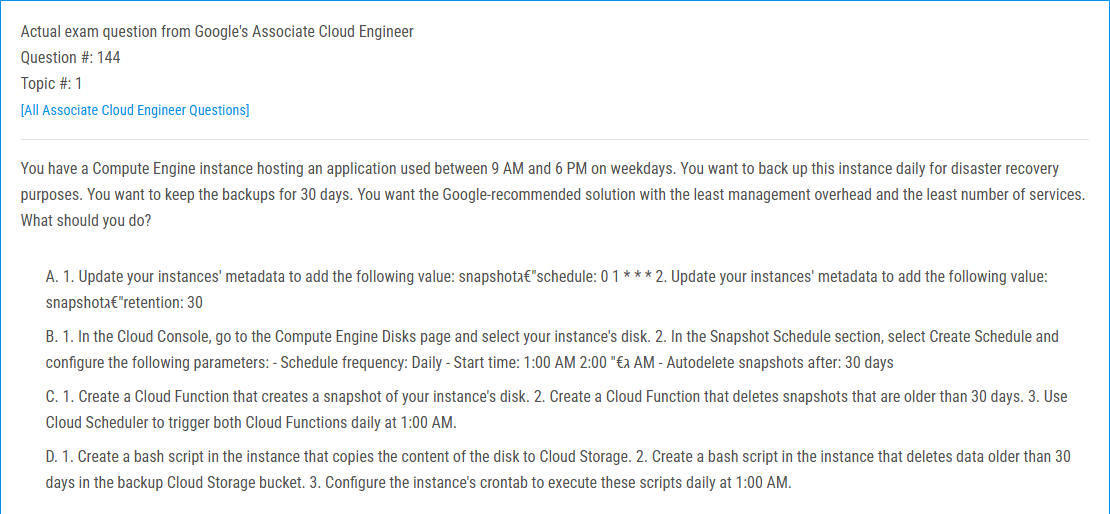 Actual exam question from Google's Associate Cloud Engineer
Question #: 144
Topic #: 1
[All Associate Cloud Engineer Questions]
You have a Compute Engine instance hosting an application used between 9 AM and 6 PM on weekdays. You want to back up this instance daily for disaster recovery
purposes. You want to keep the backups for 30 days. You want the Google-recommended solution with the least management overhead and the least number of services.
What should you do?
A. 1. Update your instances' metadata to add the following value: snapshotג€"schedule: 0 1 * * * 2. Update your instances' metadata to add the following value:
snapshotג€"retention: 30
B. 1. In the Cloud Console, go to the Compute Engine Disks page and select your instance's disk. 2. In the Snapshot Schedule section, select Create Schedule and
configure the following parameters: - Schedule frequency: Daily - Start time: 1:00 AM 2:00 "€ג AM - Autodelete snapshots after: 30 days
C. 1. Create a Cloud Function that creates a snapshot of your instance's disk. 2. Create a Cloud Function that deletes snapshots that are older than 30 days. 3. Use
Cloud Scheduler to trigger both Cloud Functions daily at 1:00 AM.
D. 1. Create a bash script in the instance that copies the content of the disk to Cloud Storage. 2. Create a bash script in the instance that deletes data older than 30
days in the backup Cloud Storage bucket. 3. Configure the instance's crontab to execute these scripts daily at 1:00 AM.